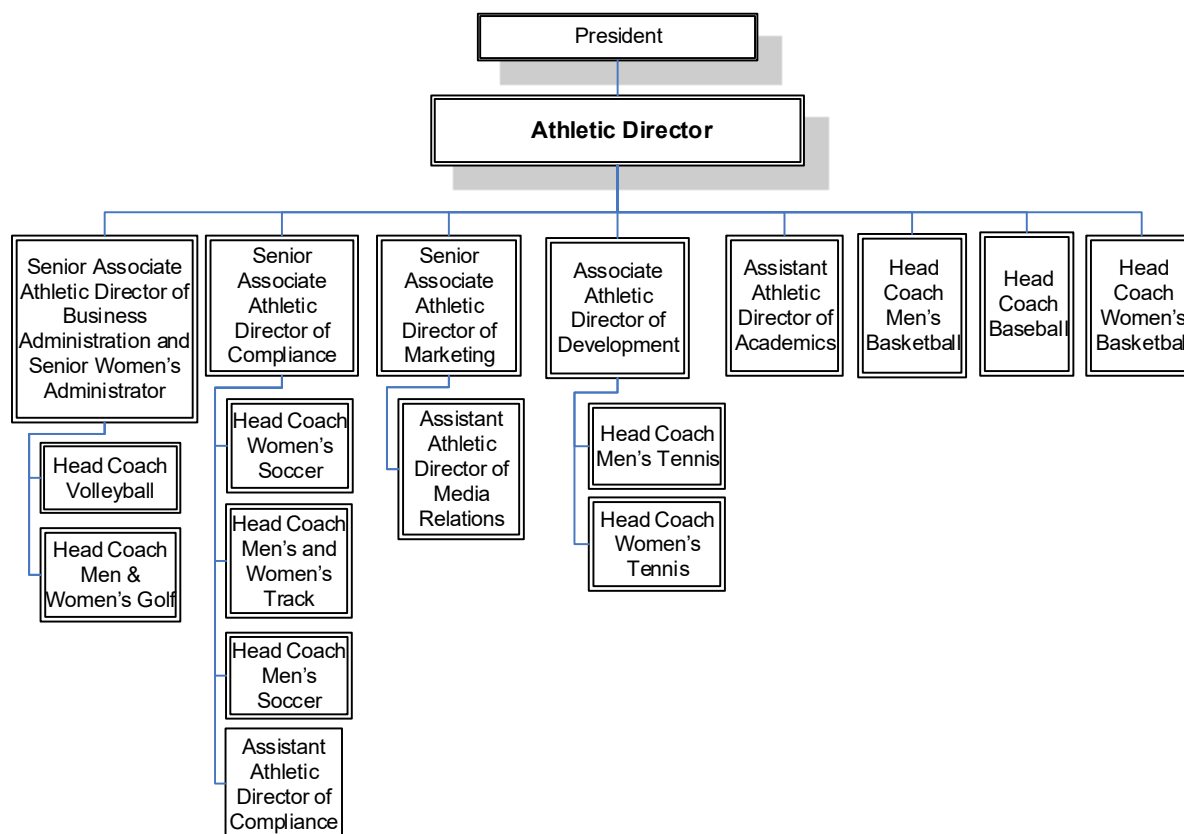 President
Athletic Director
Senior Associate
Athletic Director of
Business
Administration and
Senior Women's
Administrator
Head Coach
Volleyball
Head Coach
Men &
Women's Golf
Senior
Associate
Athletic
Director of
Compliance
Head Coach
Women's
Soccer
Head Coach
Men's and
Women's
Track
Head Coach
Men's
Soccer
Assistant
Athletic
Director of
Compliance
Senior
Associate
Athletic
Director of
Marketing
Assistant
Athletic
Director of
Media
Relations
Associate
Athletic
Director of
Development
Head Coach
Men's Tennis
Head Coach
Women's
Tennis
Assistant
Athletic
Director of
Academics
Head
Coach
Men's
Basketball
Head
Coach
Baseball
Head
Coach
Women's
Basketball